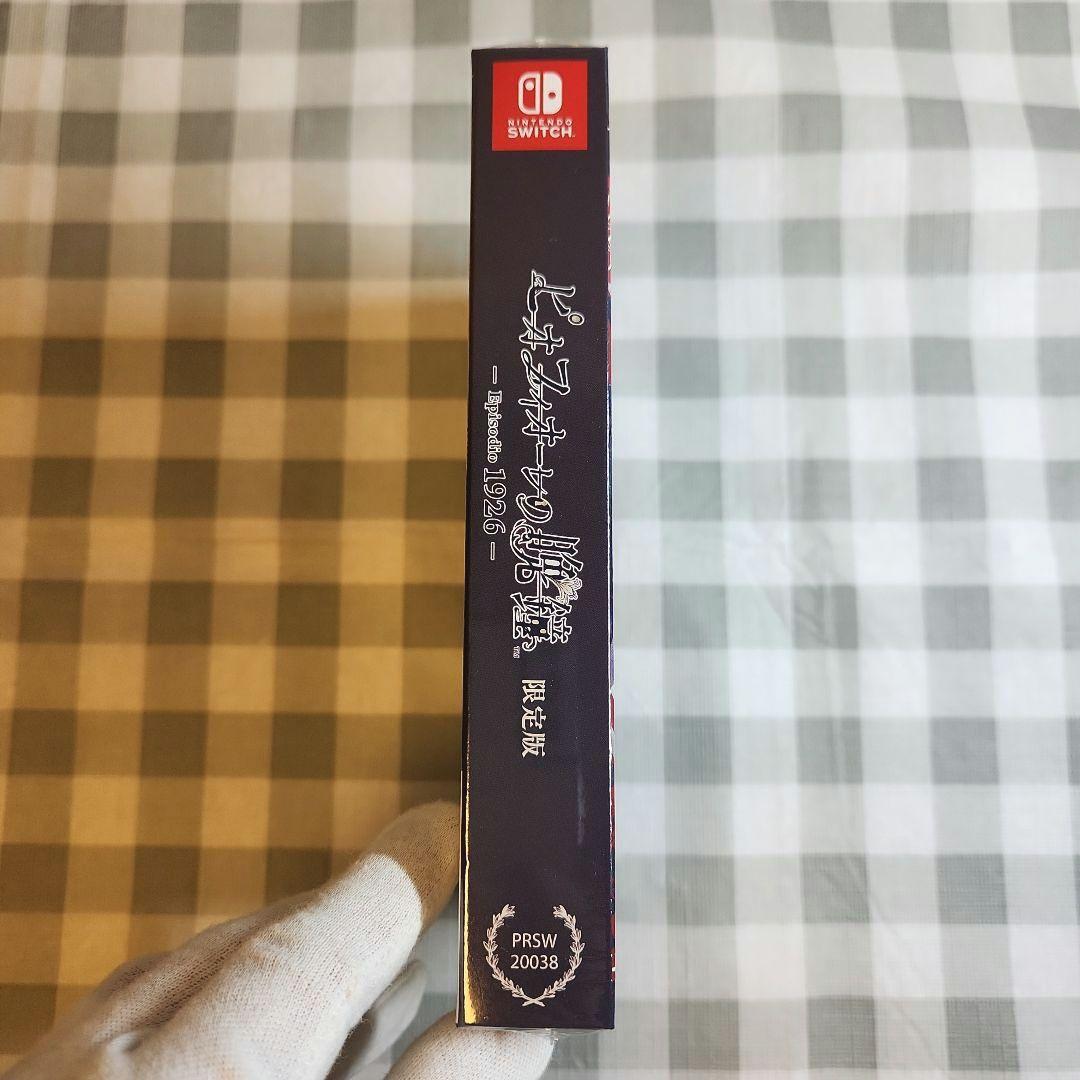 NINTENDO
SWITCH
ピオフィオーレの晩鐘
TM
- Episodio 1926 -
限定版
PRSW
20038